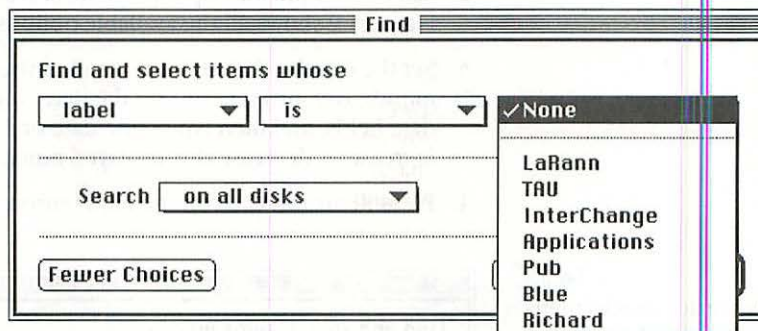 Find
Find and select items whose
label is ✓None
LaRann
Search on all disks TAU
InterChange
Applications
Fewer Choices Pub
Blue
Richard